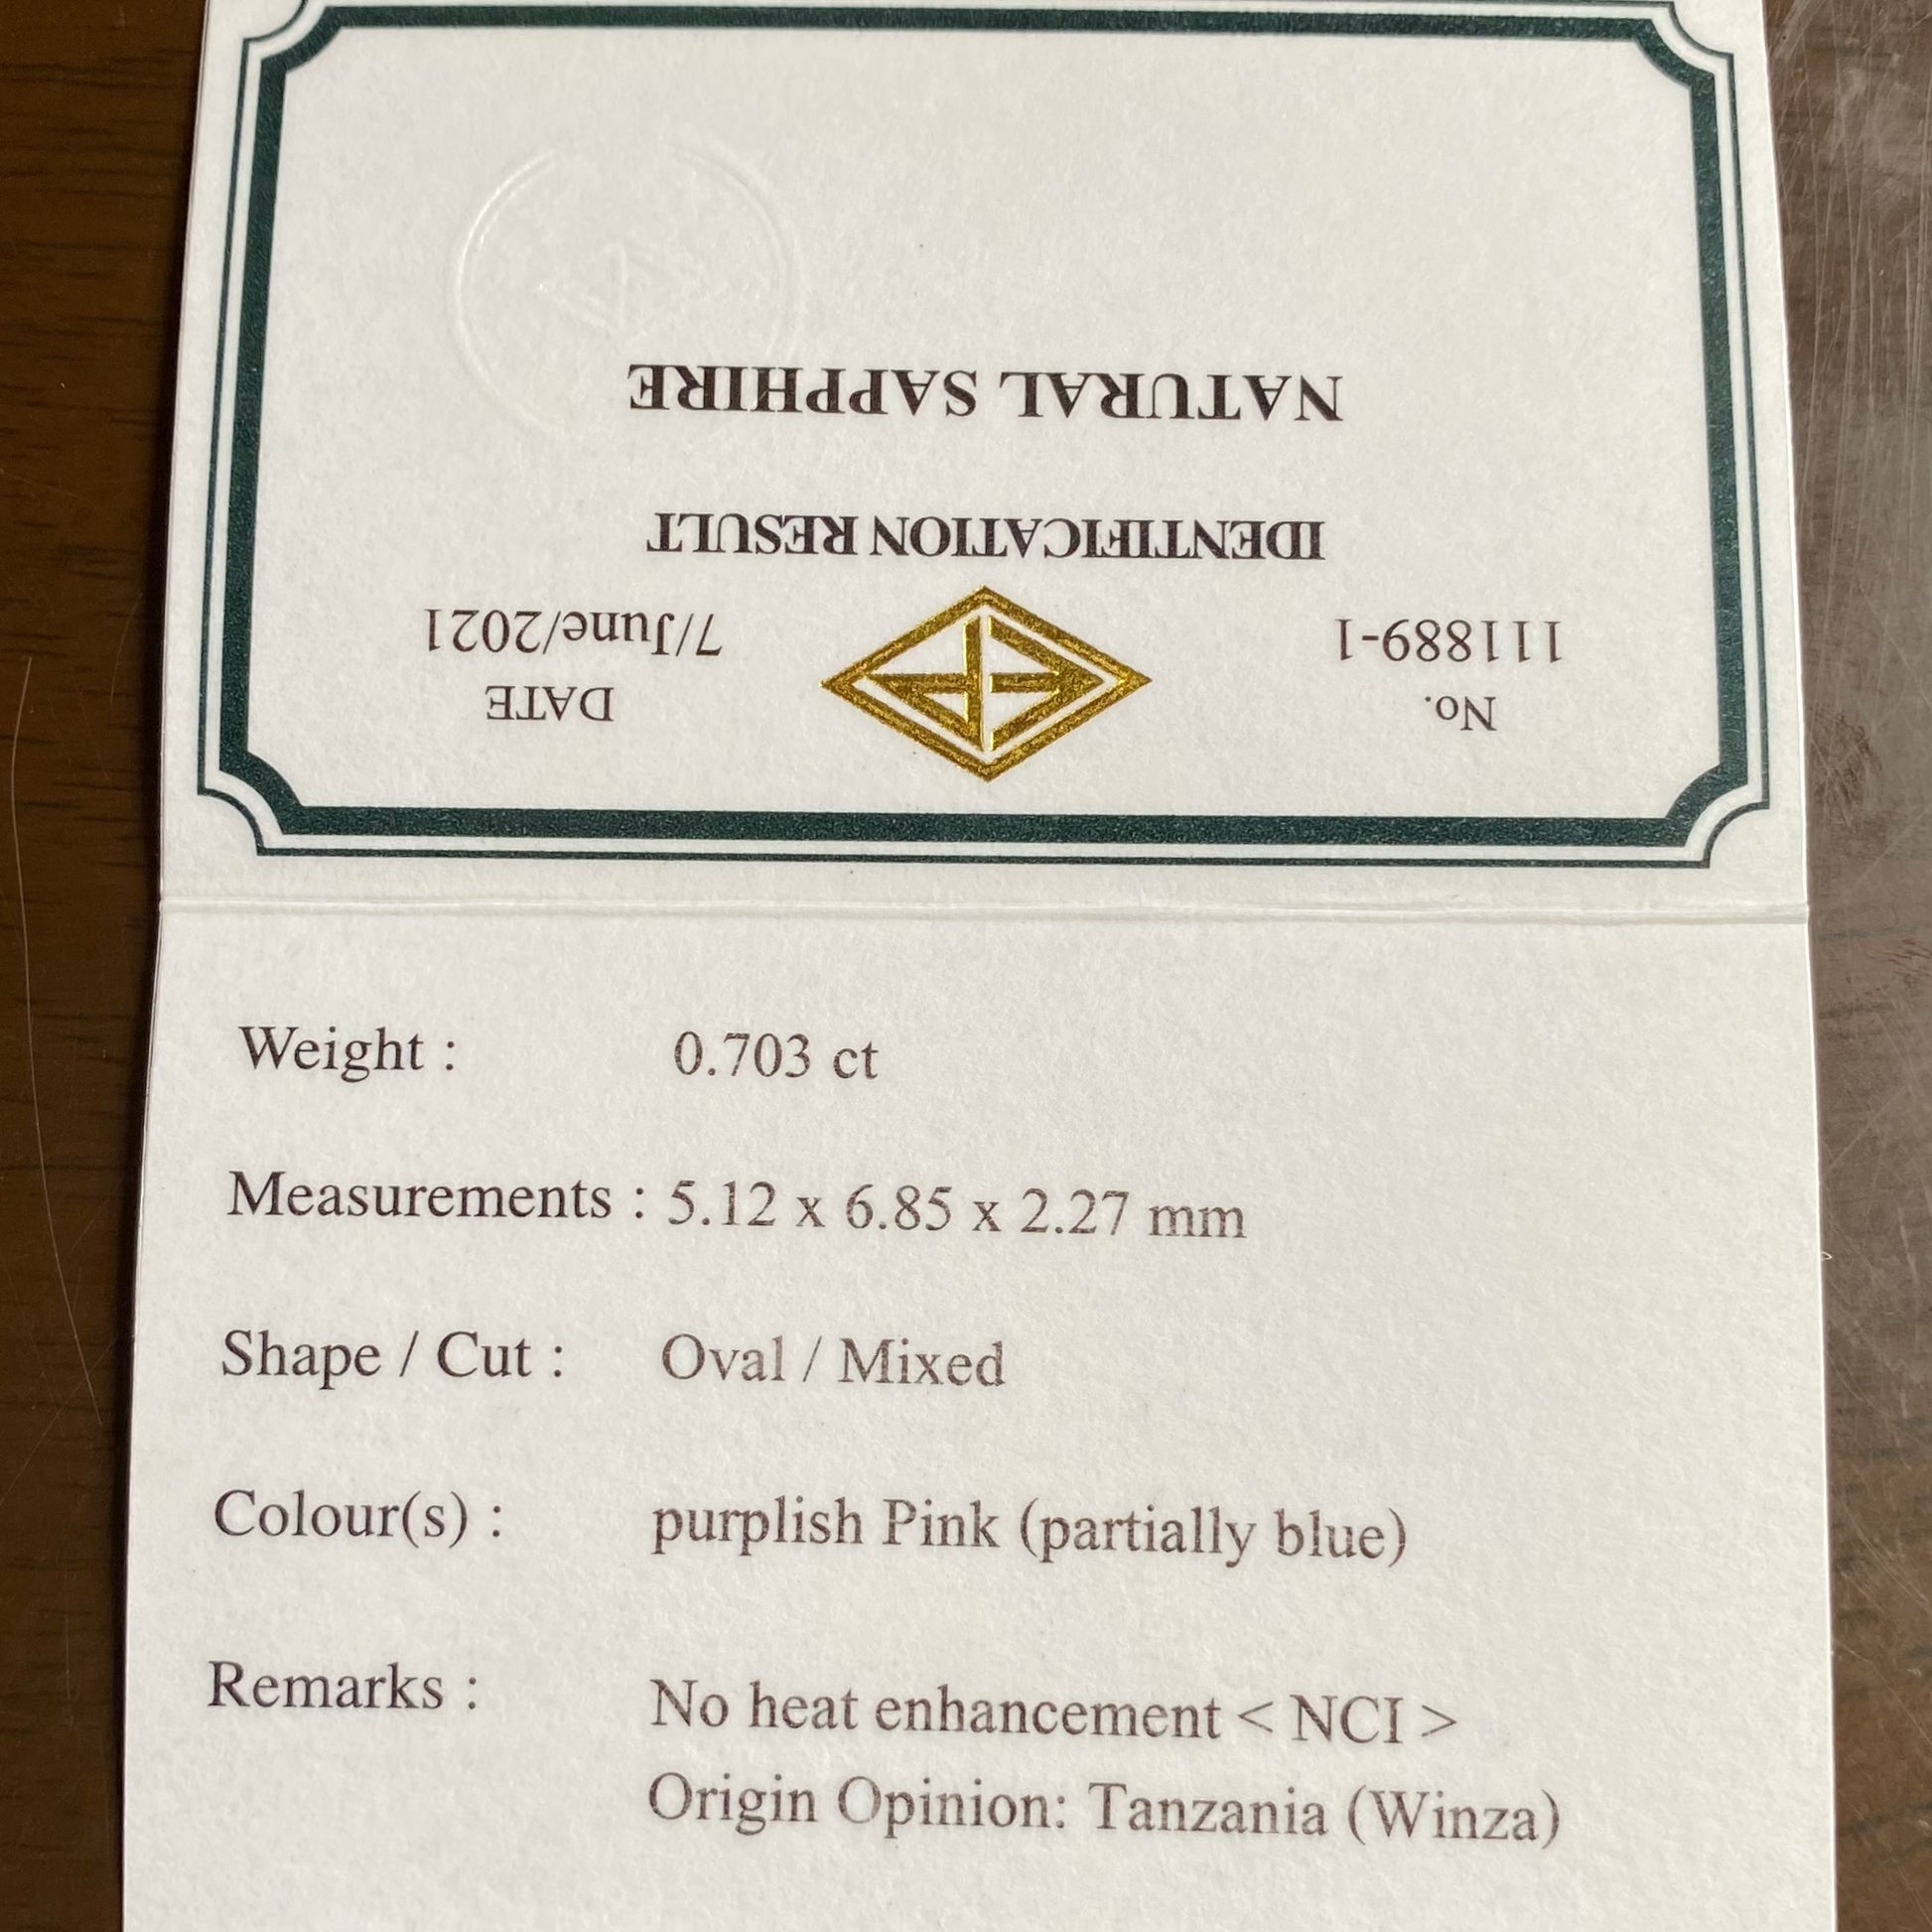 No.
111889-1
DATE
7/June/2021
IDENTIFICATION RESULT
NATURAL SAPPHIRE
Weight : 0.703 ct
Measurements : 5.12 x 6.85 x 2.27 mm
Shape / Cut : Oval / Mixed
Colour(s) : purplish Pink (partially blue)
Remarks : No heat enhancement < NCI >
Origin Opinion: Tanzania (Winza)